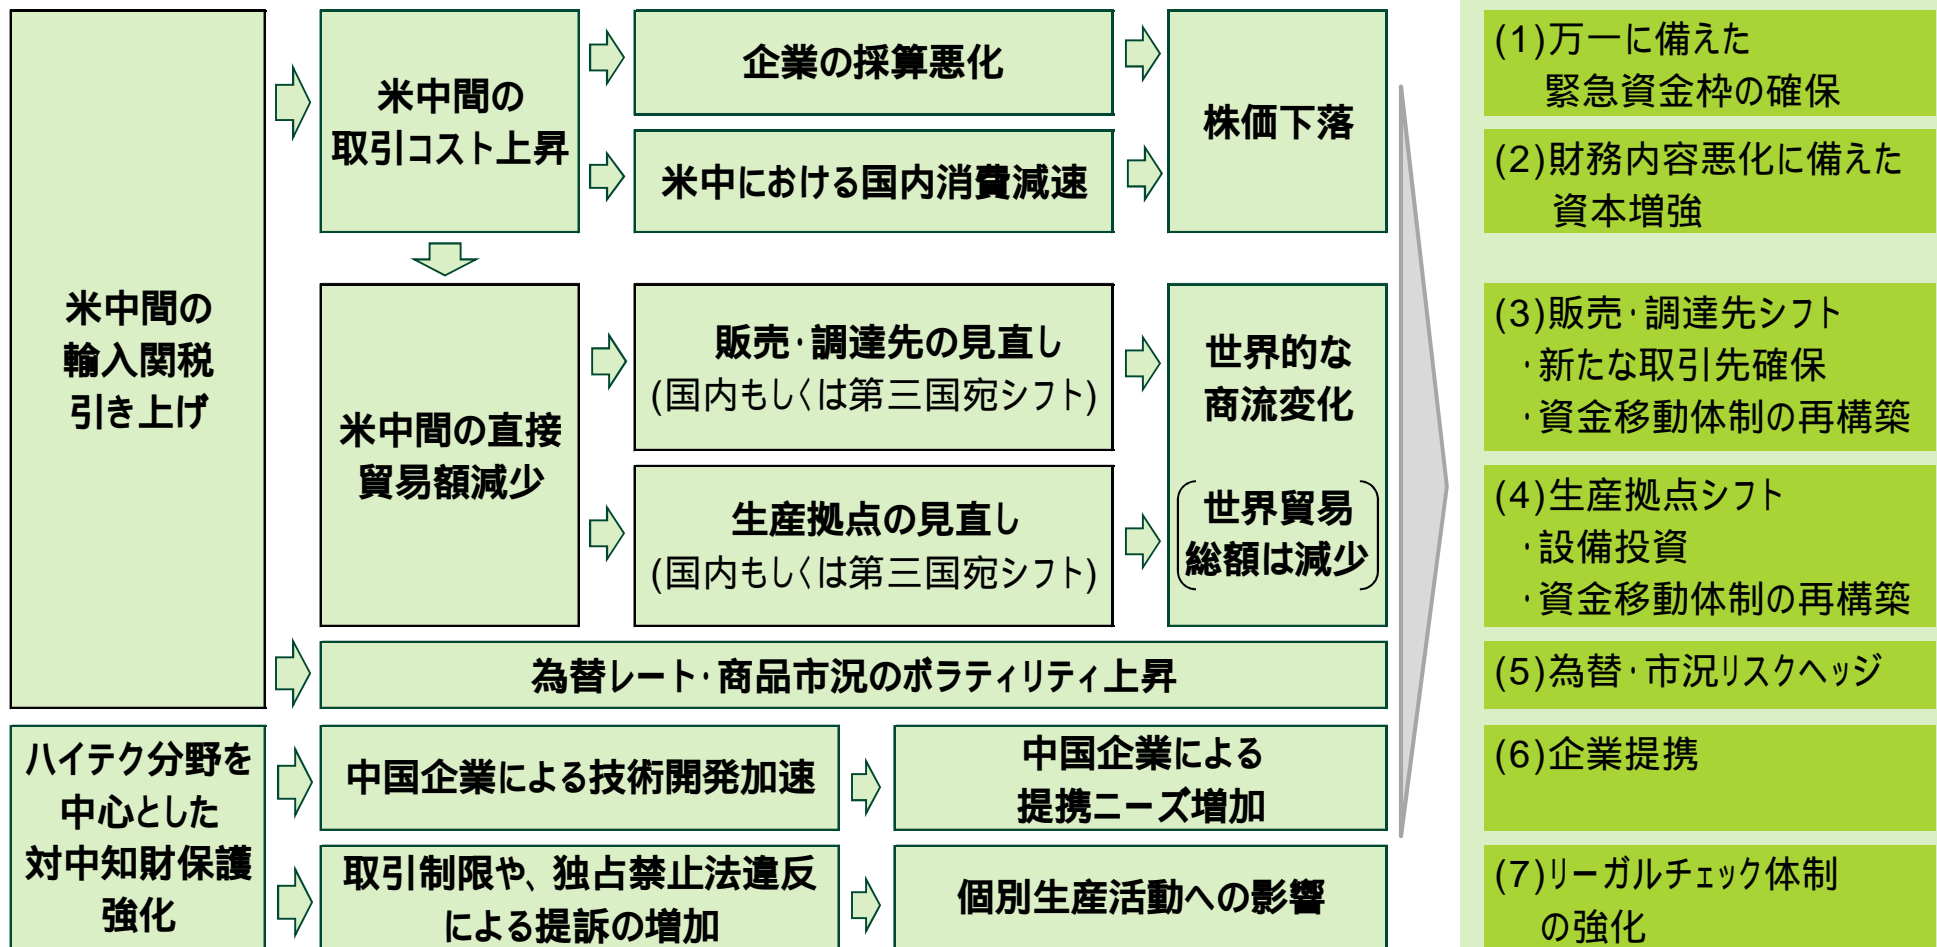 米中間の
輸入関税
引き上げ
米中間の
取引コスト上昇
企業の採算悪化
米中における国内消費減速
株価下落
米中間の直接
貿易額減少
販売・調達先の見直し
(国内もしくは第三国宛シフト)
生産拠点の見直し
(国内もしくは第三国宛シフト)
世界的な
商流変化
世界貿易
総額は減少
為替レート・商品市況のボラティリティ上昇
ハイテク分野を
中心とした
対中知財保護
強化
中国企業による技術開発加速
中国企業による
提携ニーズ増加
取引制限や、独占禁止法違反
による提訴の増加
個別生産活動への影響
(1)万一に備えた
緊急資金枠の確保
(2)財務内容悪化に備えた
資本増強
(3)販売・調達先シフト
・新たな取引先確保
・資金移動体制の再構築
(4)生産拠点シフト
・設備投資
・資金移動体制の再構築
(5)為替・市況リスクヘッジ
(6)企業提携
(7)リーガルチェック体制
の強化